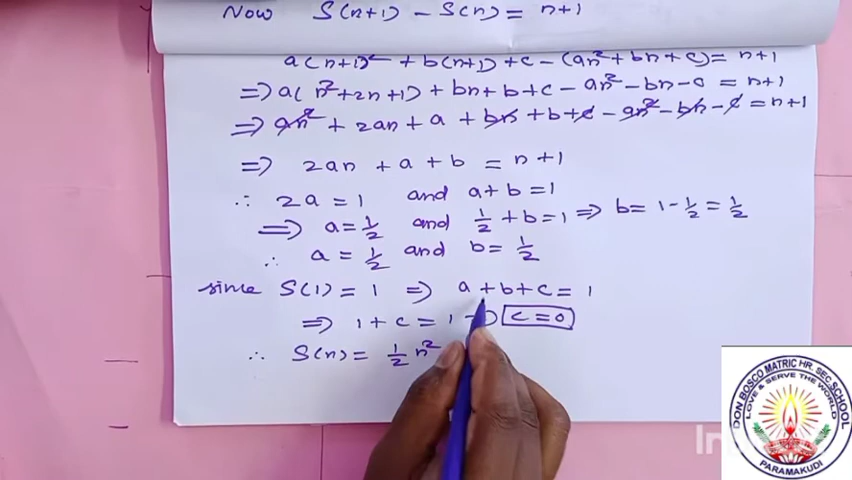 Now S(n+1) - S(n) = n+1
a(n+1)² + b(n+1) + c - (an² + bn + c) = n+1
⇒ a(n²+2n+1) + bn + b + c - an² - bn - c = n+1
⇒ an² + 2an + a + bn + b + c - an² - bn - c = n+1
⇒ 2an + a + b = n+1
∴ 2a = 1 and a+b = 1
⇒ a = 1/2 and 1/2 + b = 1 ⇒ b = 1 - 1/2 = 1/2
∴ a = 1/2 and b = 1/2
since S(1) = 1 ⇒ a+b+c = 1
⇒ 1 + c = 1 ⇒ c = 0
∴ S(n) = 1/2 n²
DON BOSCO MATRIC HR. SEC. SCHOOL
LOVE & SERVE THE WORLD
PARAMAKUDI